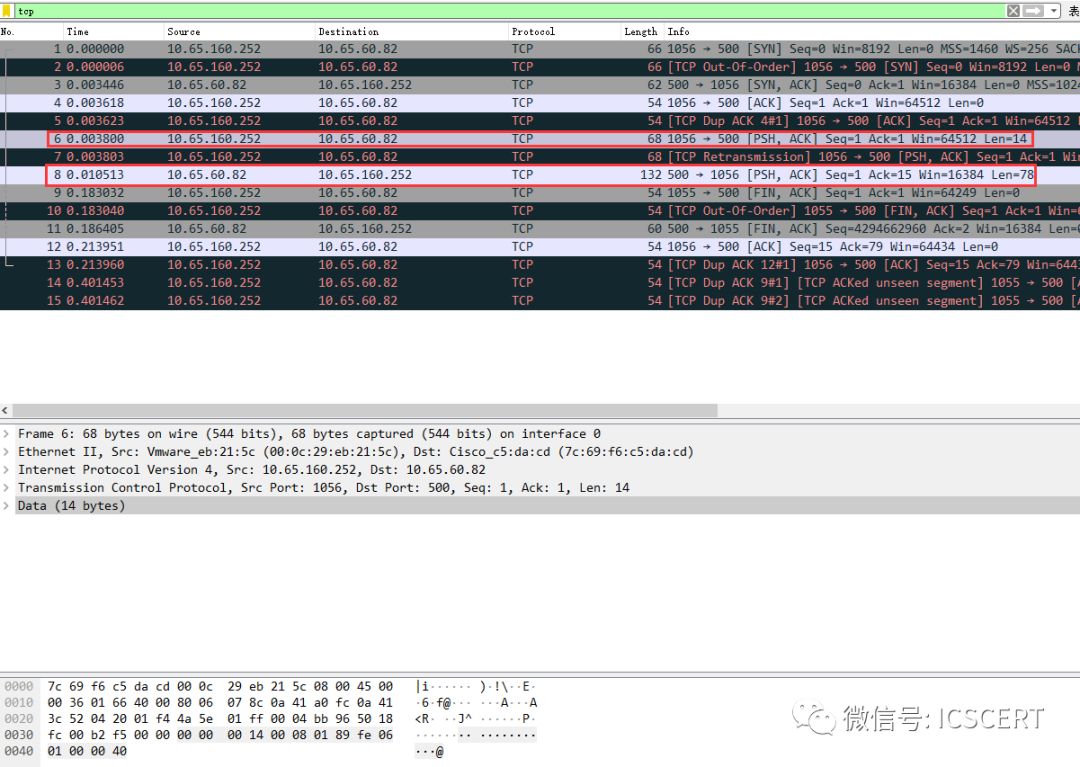 tcp 表
No. Time Source Destination Protocol Length Info
1 0.000000 10.65.160.252 10.65.60.82 TCP 66 1056 → 500 [SYN] Seq=0 Win=8192 Len=0 MSS=1460 WS=256 SACK
2 0.000006 10.65.160.252 10.65.60.82 TCP 66 [TCP Out-Of-Order] 1056 → 500 [SYN] Seq=0 Win=8192 Len=0 M
3 0.003446 10.65.60.82 10.65.160.252 TCP 62 500 → 1056 [SYN, ACK] Seq=0 Ack=1 Win=16384 Len=0 MSS=1024
4 0.003618 10.65.160.252 10.65.60.82 TCP 54 1056 → 500 [ACK] Seq=1 Ack=1 Win=64512 Len=0
5 0.003623 10.65.160.252 10.65.60.82 TCP 54 [TCP Dup ACK 4#1] 1056 → 500 [ACK] Seq=1 Ack=1 Win=64512
6 0.003800 10.65.160.252 10.65.60.82 TCP 68 1056 → 500 [PSH, ACK] Seq=1 Ack=1 Win=64512 Len=14
7 0.003803 10.65.160.252 10.65.60.82 TCP 68 [TCP Retransmission] 1056 → 500 [PSH, ACK] Seq=1 Ack=1 Wi
8 0.010513 10.65.60.82 10.65.160.252 TCP 132 500 → 1056 [PSH, ACK] Seq=1 Ack=15 Win=16384 Len=78
9 0.183032 10.65.160.252 10.65.60.82 TCP 54 1055 → 500 [FIN, ACK] Seq=1 Ack=1 Win=64249 Len=0
10 0.183040 10.65.160.252 10.65.60.82 TCP 54 [TCP Out-Of-Order] 1055 → 500 [FIN, ACK] Seq=1 Ack=1 Win=6
11 0.186405 10.65.60.82 10.65.160.252 TCP 60 500 → 1055 [FIN, ACK] Seq=4294662960 Ack=2 Win=16384 Len=0
12 0.213951 10.65.160.252 10.65.60.82 TCP 54 1056 → 500 [ACK] Seq=15 Ack=79 Win=64434 Len=0
13 0.213960 10.65.160.252 10.65.60.82 TCP 54 [TCP Dup ACK 12#1] 1056 → 500 [ACK] Seq=15 Ack=79 Win=6443
14 0.401453 10.65.160.252 10.65.60.82 TCP 54 [TCP Dup ACK 9#1] [TCP ACKed unseen segment] 1055 → 500 [A
15 0.401462 10.65.160.252 10.65.60.82 TCP 54 [TCP Dup ACK 9#2] [TCP ACKed unseen segment] 1055 → 500 [A
Frame 6: 68 bytes on wire (544 bits), 68 bytes captured (544 bits) on interface 0
Ethernet II, Src: Vmware_eb:21:5c (00:0c:29:eb:21:5c), Dst: Cisco_c5:da:cd (7c:69:f6:c5:da:cd)
Internet Protocol Version 4, Src: 10.65.160.252, Dst: 10.65.60.82
Transmission Control Protocol, Src Port: 1056, Dst Port: 500, Seq: 1, Ack: 1, Len: 14
Data (14 bytes)
0000 7c 69 f6 c5 da cd 00 0c 29 eb 21 5c 08 00 45 00 |i······ )·!\··E·
0010 00 36 01 66 40 00 80 06 07 8c 0a 41 a0 fc 0a 41 ·6·f@··· ···A···A
0020 3c 52 04 20 01 f4 4a 5e 01 ff 00 04 bb 96 50 18 <R· ··J^ ······P·
0030 fc 00 b2 f5 00 00 00 00 00 14 00 08 01 89 fe 06 ········ ········
0040 01 00 00 40 ···@
微信号: ICSCERT